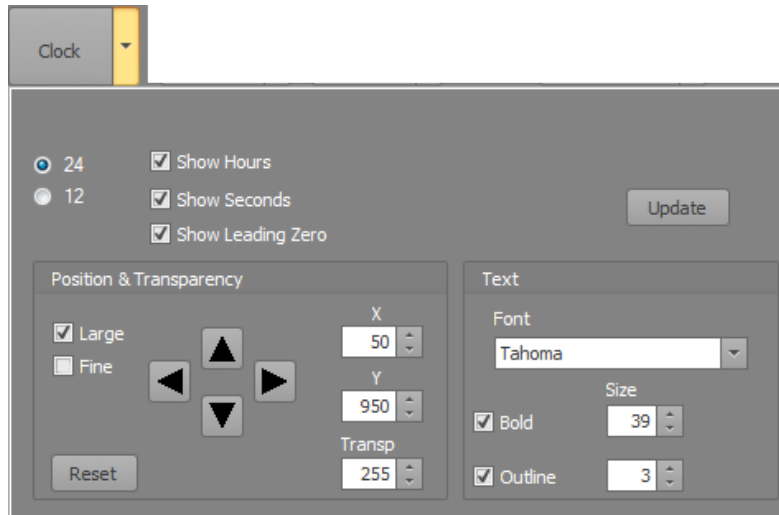 Clock
24
Show Hours
12
Show Seconds
Update
Show Leading Zero
Position & Transparency
Large
Fine
X
50
Y
950
Transp
255
Reset
Text
Font
Tahoma
Size
Bold
39
Outline
3